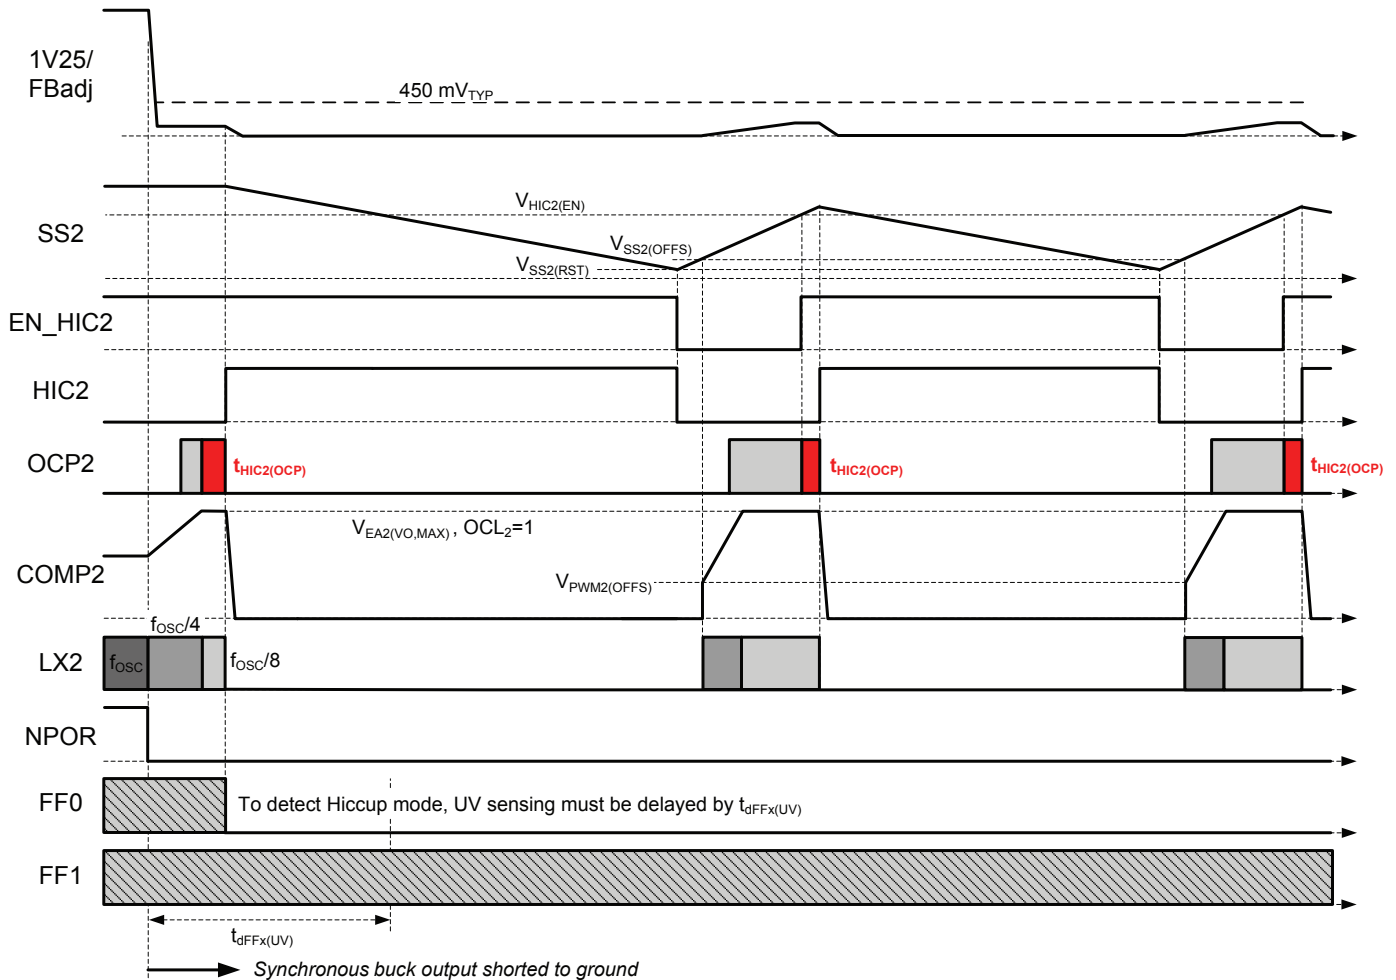 1V25/
FBadj
450 mVTYP
SS2
VHIC2(EN)
VSS2(OFFS)
VSS2(RST)
EN_HIC2
HIC2
OCP2
tHIC2(OCP)
tHIC2(OCP)
tHIC2(OCP)
COMP2
VEA2(VO,MAX) , OCL2=1
VPWM2(OFFS)
LX2
fOSC
fOSC/4
fOSC/8
NPOR
FF0
To detect Hiccup mode, UV sensing must be delayed by tdFFx(UV)
FF1
tdFFx(UV)
Synchronous buck output shorted to ground